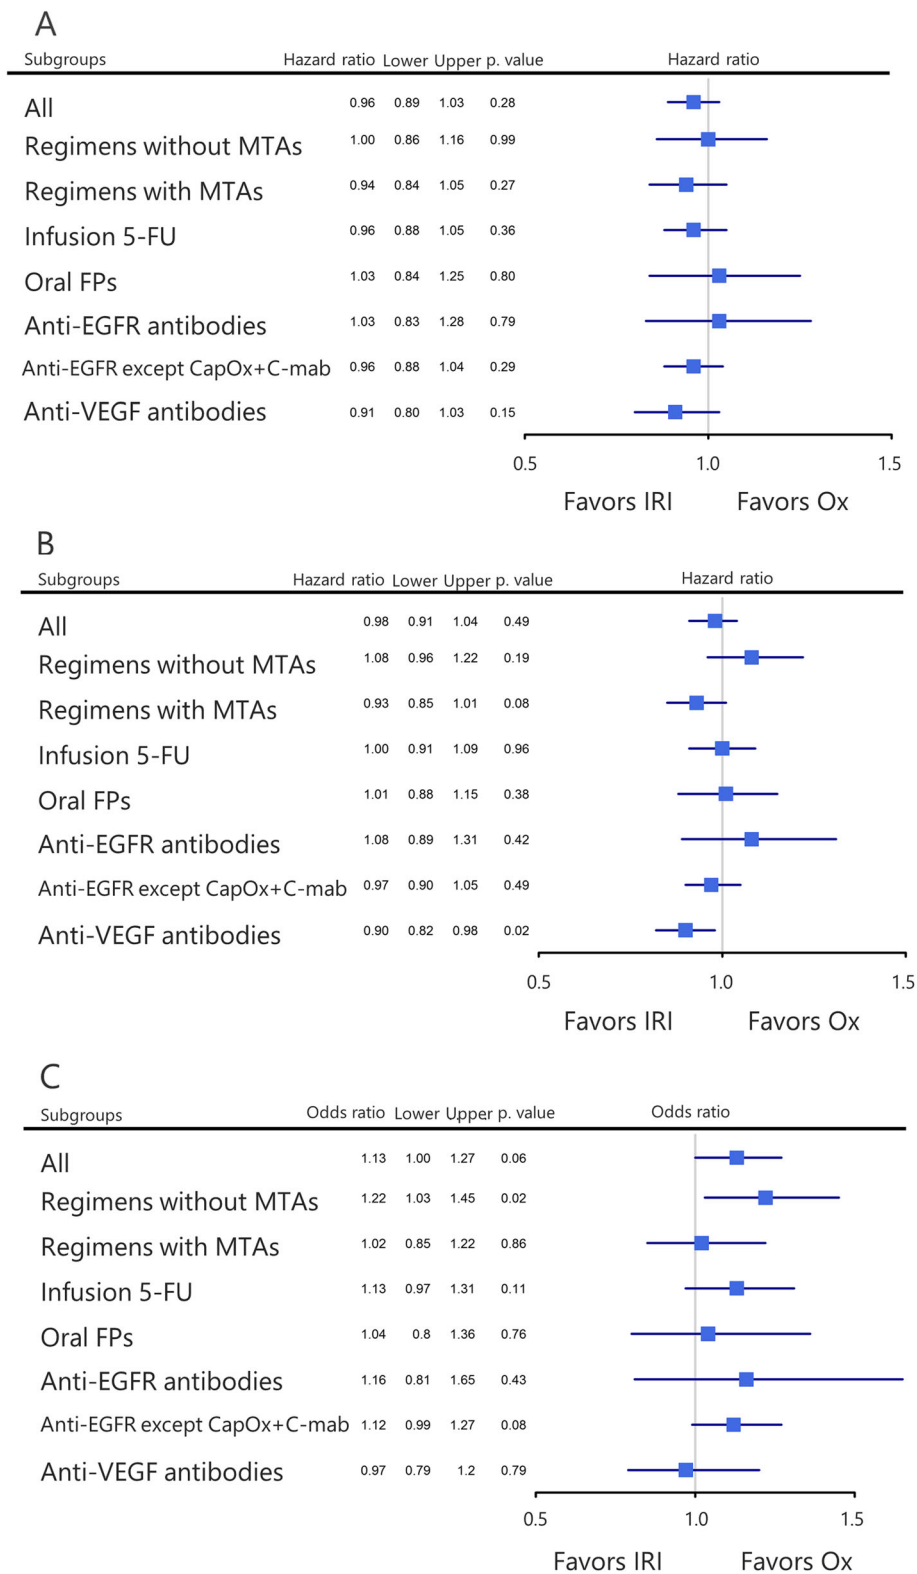 A
Subgroups Hazard ratio Lower Upper p. value Hazard ratio
All 0.96 0.89 1.03 0.28
Regimens without MTAs 1.00 0.86 1.16 0.99
Regimens with MTAs 0.94 0.84 1.05 0.27
Infusion 5-FU 0.96 0.88 1.05 0.36
Oral FPs 1.03 0.84 1.25 0.80
Anti-EGFR antibodies 1.03 0.83 1.28 0.79
Anti-EGFR except CapOx+C-mab 0.96 0.88 1.04 0.29
Anti-VEGF antibodies 0.91 0.80 1.03 0.15
0.5 1.0 1.5
Favors IRI Favors Ox
B
Subgroups Hazard ratio Lower Upper p. value Hazard ratio
All 0.98 0.91 1.04 0.49
Regimens without MTAs 1.08 0.96 1.22 0.19
Regimens with MTAs 0.93 0.85 1.01 0.08
Infusion 5-FU 1.00 0.91 1.09 0.96
Oral FPs 1.01 0.88 1.15 0.38
Anti-EGFR antibodies 1.08 0.89 1.31 0.42
Anti-EGFR except CapOx+C-mab 0.97 0.90 1.05 0.49
Anti-VEGF antibodies 0.90 0.82 0.98 0.02
0.5 1.0 1.5
Favors IRI Favors Ox
C
Subgroups Odds ratio Lower Upper p. value Odds ratio
All 1.13 1.00 1.27 0.06
Regimens without MTAs 1.22 1.03 1.45 0.02
Regimens with MTAs 1.02 0.85 1.22 0.86
Infusion 5-FU 1.13 0.97 1.31 0.11
Oral FPs 1.04 0.8 1.36 0.76
Anti-EGFR antibodies 1.16 0.81 1.65 0.43
Anti-EGFR except CapOx+C-mab 1.12 0.99 1.27 0.08
Anti-VEGF antibodies 0.97 0.79 1.2 0.79
0.5 1.0 1.5
Favors IRI Favors Ox